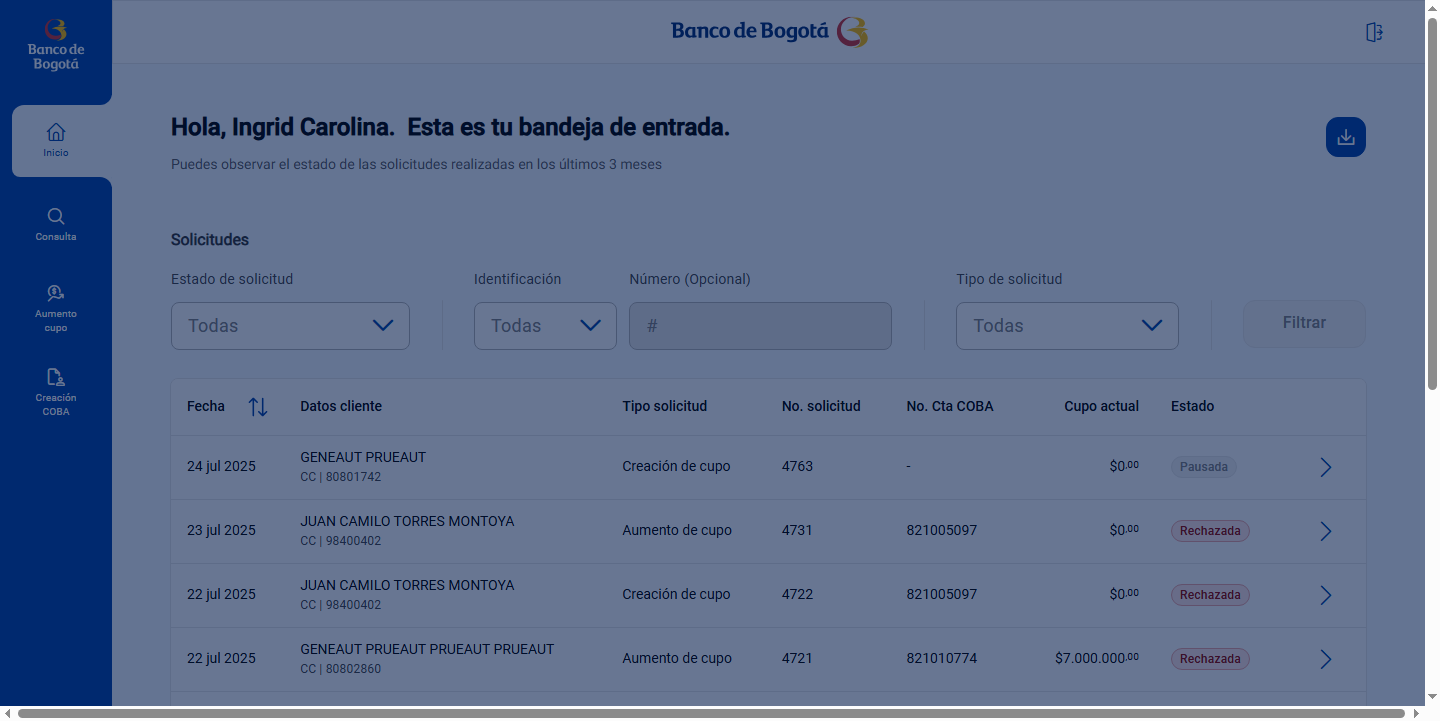 Banco de
Bogotá
Banco de Bogotá
Inicio
Consulta
Aumento
cupo
Creación
COBA
Hola, Ingrid Carolina.  Esta es tu bandeja de entrada.
Puedes observar el estado de las solicitudes realizadas en los últimos 3 meses
Solicitudes
Estado de solicitud Identificación Número (Opcional) Tipo de solicitud
Todas Todas # Todas Filtrar
Fecha Datos cliente Tipo solicitud No. solicitud No. Cta COBA Cupo actual Estado
24 jul 2025 GENEAUT PRUEAUT Creación de cupo 4763 - $0.00 Pausada
CC | 80801742
23 jul 2025 JUAN CAMILO TORRES MONTOYA Aumento de cupo 4731 821005097 $0.00 Rechazada
CC | 98400402
22 jul 2025 JUAN CAMILO TORRES MONTOYA Creación de cupo 4722 821005097 $0.00 Rechazada
CC | 98400402
22 jul 2025 GENEAUT PRUEAUT PRUEAUT PRUEAUT Aumento de cupo 4721 821010774 $7.000.000.00 Rechazada
CC | 80802860